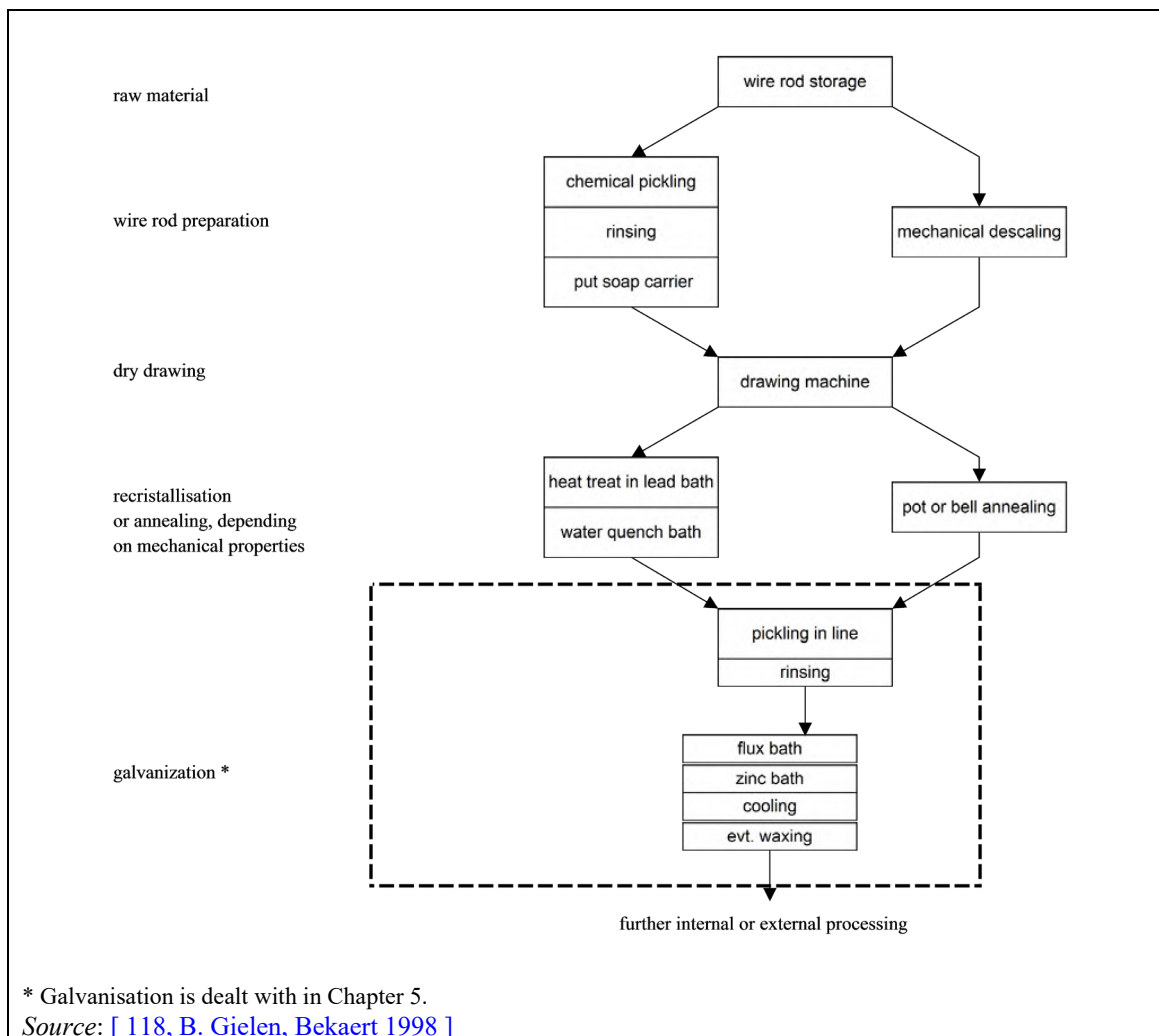 wire rod storage
raw material
chemical pickling
wire rod preparation
rinsing
mechanical descaling
put soap carrier
dry drawing
drawing machine
heat treat in lead bath
recristallisation
or annealing, depending
on mechanical properties
pot or bell annealing
water quench bath
pickling in line
rinsing
flux bath
galvanization *
zinc bath
cooling
evt. waxing
further internal or external processing
* Galvanisation is dealt with in Chapter 5.
Source: [ 118, B. Gielen, Bekaert 1998 ]